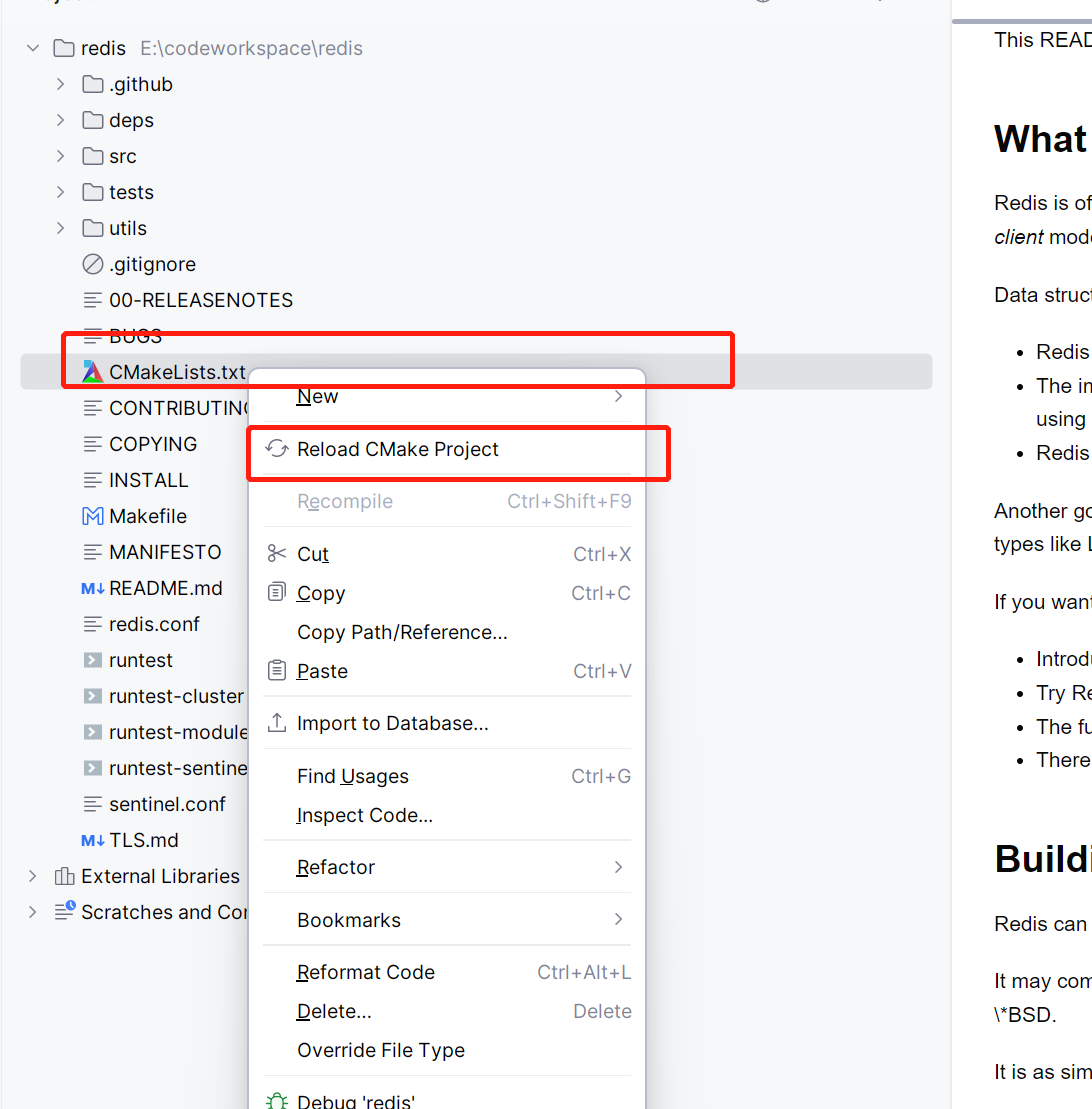 redis E:\codeworkspace\redis
.github
deps
src
tests
utils
.gitignore
00-RELEASENOTES
BUGS
CMakeLists.txt
CONTRIBUTING
COPYING
INSTALL
Makefile
MANIFESTO
README.md
redis.conf
runtest
runtest-cluster
runtest-module
runtest-sentine
sentinel.conf
TLS.md
External Libraries
Scratches and Con
New
Reload CMake Project
Recompile Ctrl+Shift+F9
Cut Ctrl+X
Copy Ctrl+C
Copy Path/Reference...
Paste Ctrl+V
Import to Database...
Find Usages Ctrl+G
Inspect Code...
Refactor
Bookmarks
Reformat Code Ctrl+Alt+L
Delete... Delete
Override File Type
Debug 'redis'
This READ
What
Redis is of
client mode
Data struct
Redis
The im
using
Redis
Another go
types like L
If you want
Introdu
Try Re
The fu
There
Buildi
Redis can
It may com
\*BSD.
It is as sim